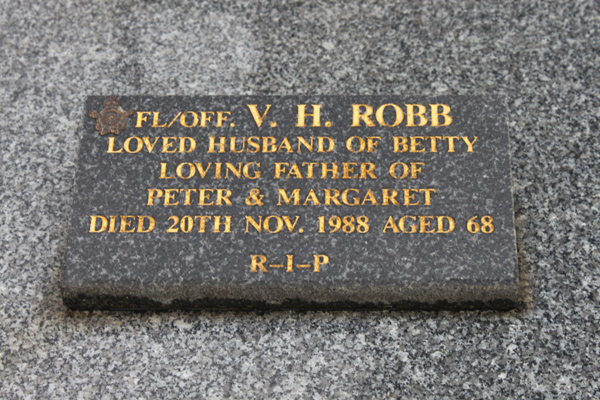 FL/OFF. V. H. ROBB
LOVED HUSBAND OF BETTY
LOVING FATHER OF
PETER & MARGARET
DIED 20TH NOV. 1988 AGED 68
R–I–P